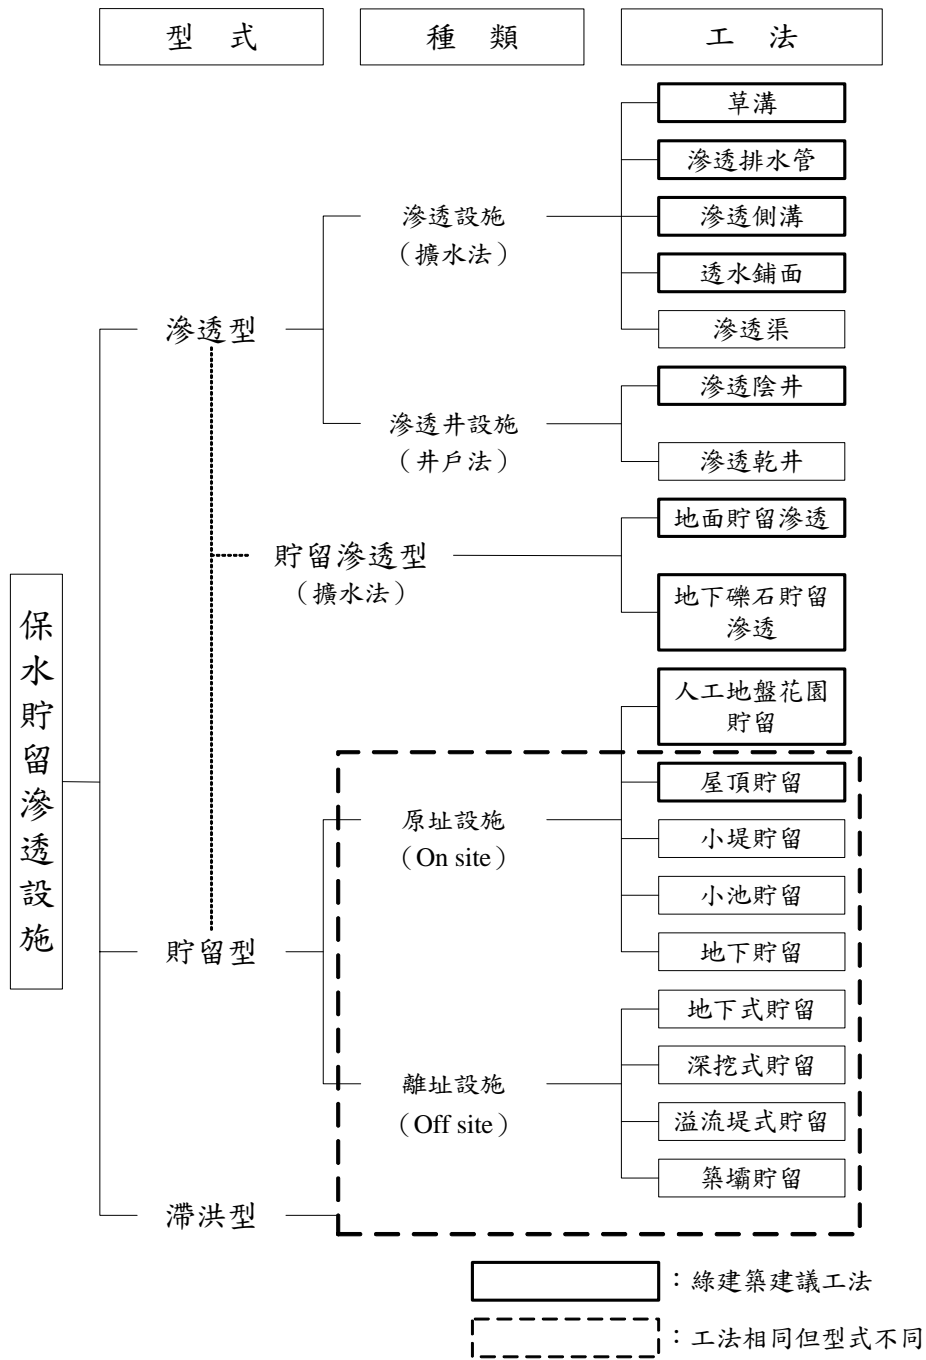 型 式
種 類
工 法
草溝
滲透排水管
滲透設施
(擴水法)
滲透側溝
透水鋪面
滲透型
滲透渠
滲透陰井
滲透井設施
(井戶法)
滲透乾井
地面貯留滲透
貯留滲透型
(擴水法)
地下礫石貯留
滲透
保水貯留滲透設施
人工地盤花園
貯留
屋頂貯留
原址設施
(On site)
小堤貯留
小池貯留
貯留型
地下貯留
地下式貯留
深挖式貯留
離址設施
(Off site)
溢流堤式貯留
築壩貯留
滯洪型
:綠建築建議工法
:工法相同但型式不同